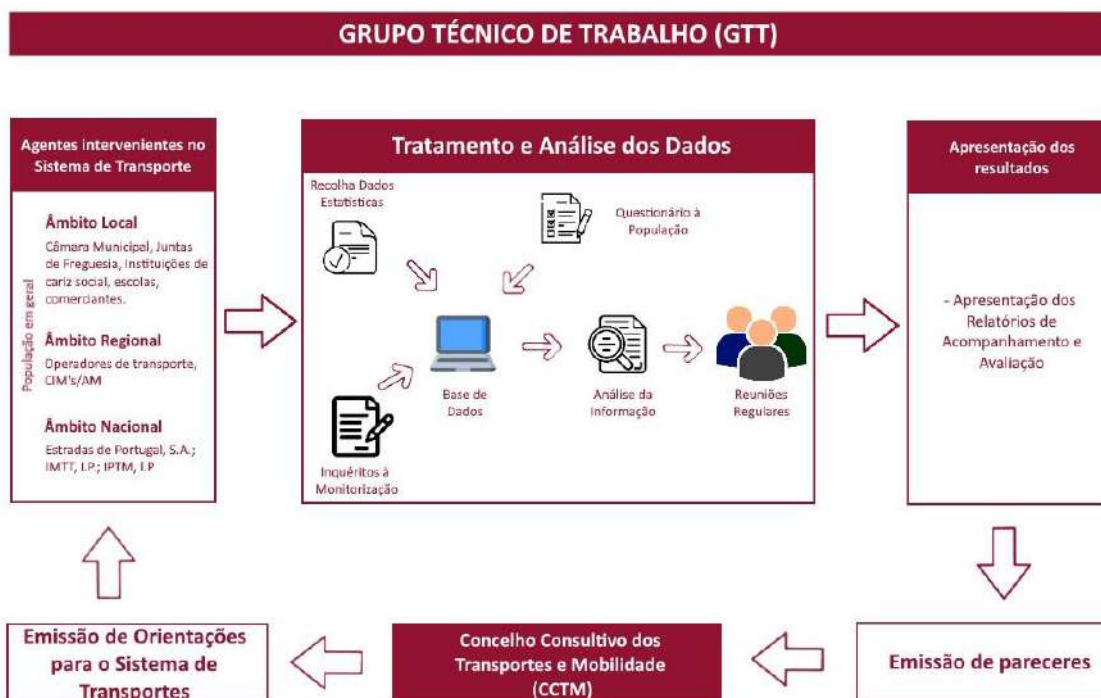 GRUPO TÉCNICO DE TRABALHO (GTT)
Agentes intervenientes no
Sistema de Transporte
População em geral
Âmbito Local
Câmara Municipal, Juntas
de Freguesia, Instituições de
cariz social, escolas,
comerciantes.
Âmbito Regional
Operadores de transporte,
CIM's/AM
Âmbito Nacional
Estradas de Portugal, S.A.;
IMTT, I.P.; IPTM, I.P
Tratamento e Análise dos Dados
Recolha Dados
Estatísticas
Questionário à
População
Base de
Dados
Análise da
Informação
Reuniões
Regulares
Inquéritos à
Monitorização
Apresentação dos
resultados
- Apresentação dos
Relatórios de
Acompanhamento e
Avaliação
Emissão de Orientações
para o Sistema de
Transportes
Concelho Consultivo dos
Transportes e Mobilidade
(CCTM)
Emissão de pareceres